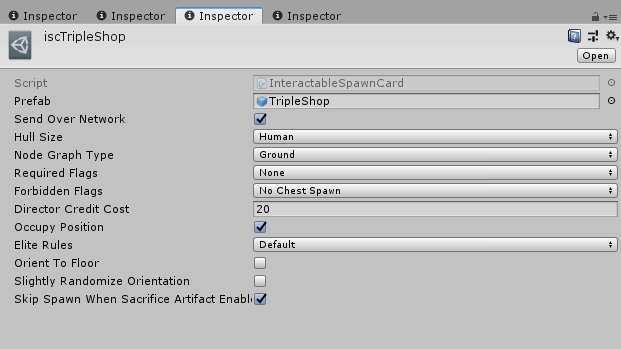 Inspector Inspector Inspector Inspector
iscTripleShop
Open
Script InteractableSpawnCard
Prefab TripleShop
Send Over Network
Hull Size Human
Node Graph Type Ground
Required Flags None
Forbidden Flags No Chest Spawn
Director Credit Cost 20
Occupy Position
Elite Rules Default
Orient To Floor
Slightly Randomize Orientation
Skip Spawn When Sacrifice Artifact Enabl